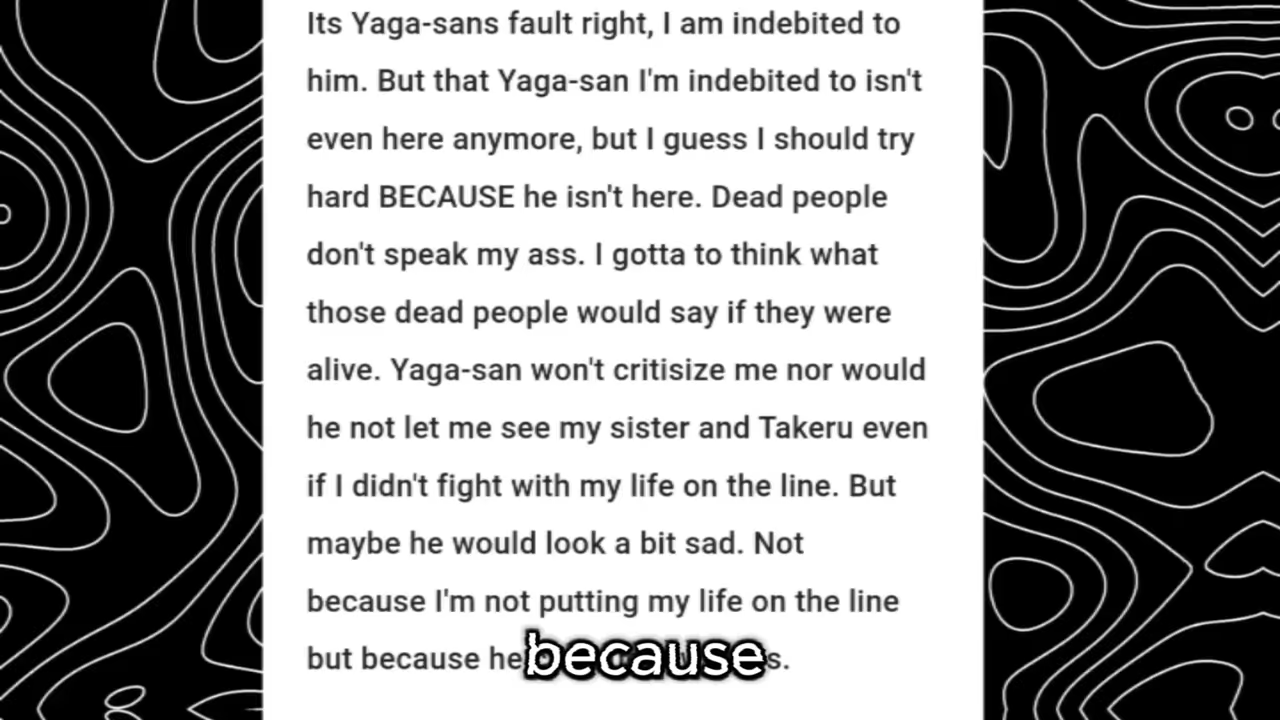 Its Yaga-sans fault right, I am indebited to
him. But that Yaga-san I'm indebited to isn't
even here anymore, but I guess I should try
hard BECAUSE he isn't here. Dead people
don't speak my ass. I gotta to think what
those dead people would say if they were
alive. Yaga-san won't critisize me nor would
he not let me see my sister and Takeru even
if I didn't fight with my life on the line. But
maybe he would look a bit sad. Not
because I'm not putting my life on the line
but because he
because